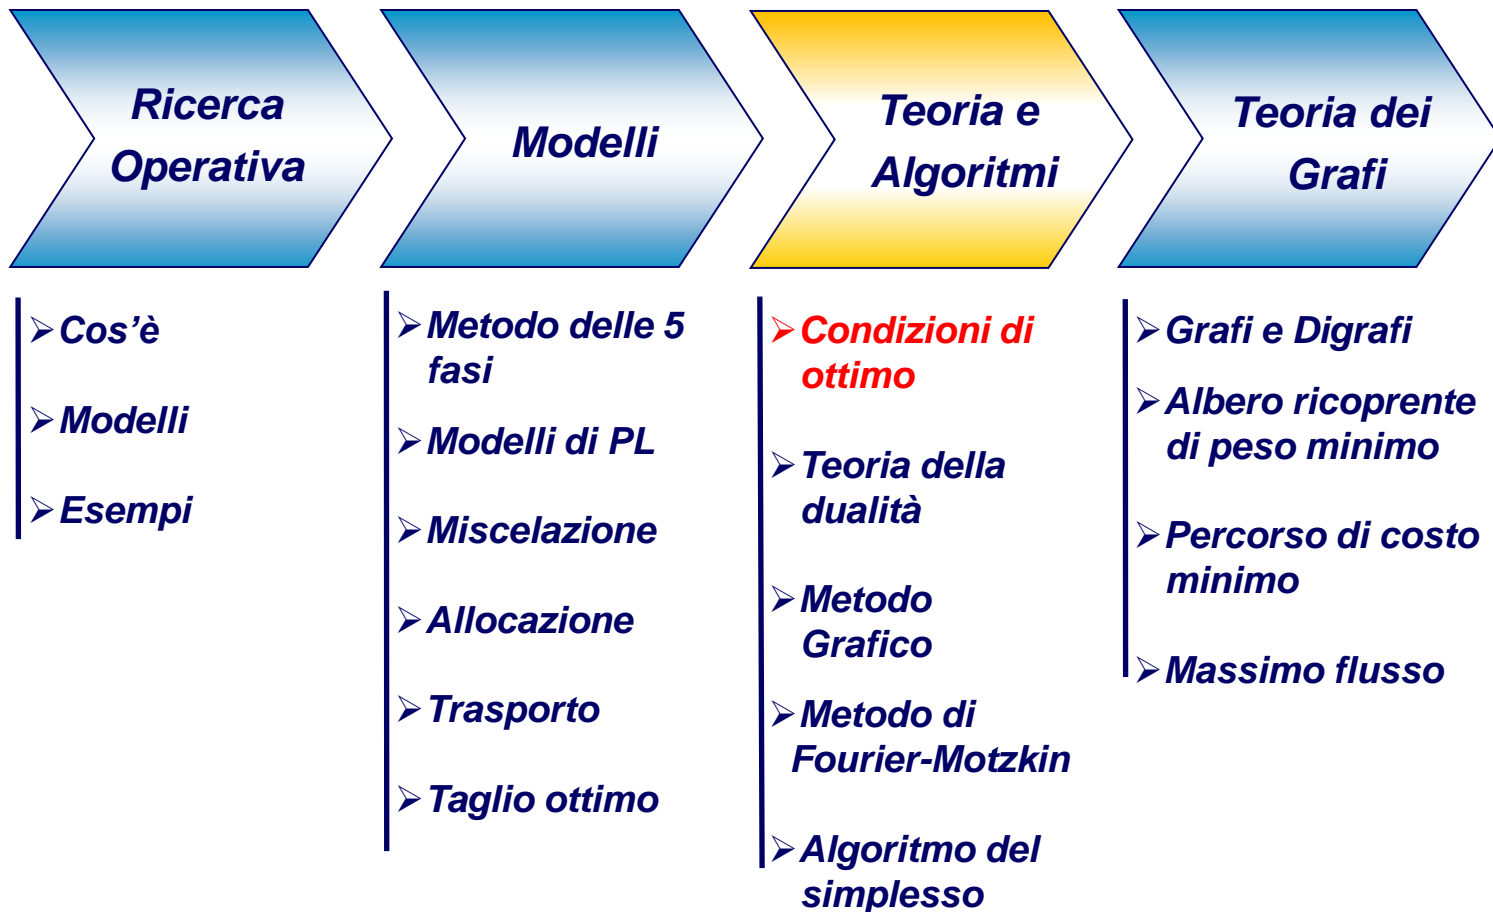 Ricerca
Operativa
Modelli
Teoria e
Algoritmi
Teoria dei
Grafi
Cos’è
Modelli
Esempi
Metodo delle 5
fasi
Modelli di PL
Miscelazione
Allocazione
Trasporto
Taglio ottimo
Condizioni di
ottimo
Teoria della
dualità
Metodo
Grafico
Metodo di
Fourier-Motzkin
Algoritmo del
simplesso
Grafi e Digrafi
Albero ricoprente
di peso minimo
Percorso di costo
minimo
Massimo flusso